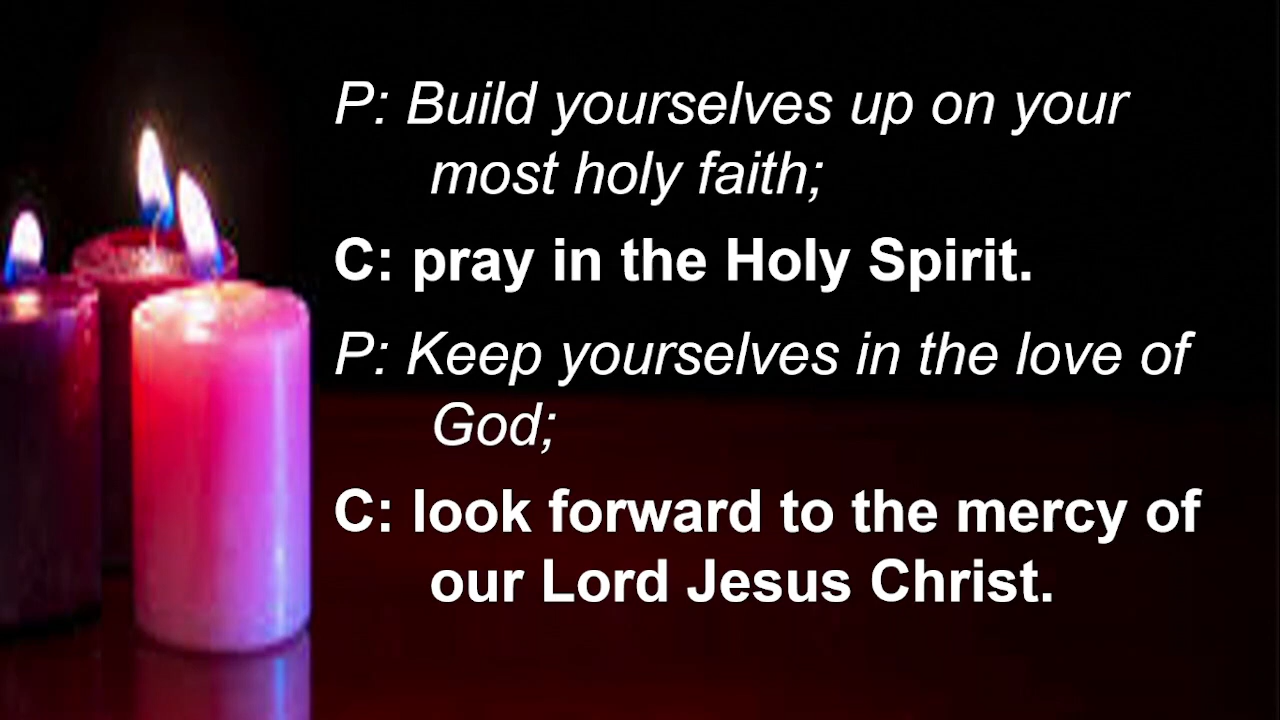 P: Build yourselves up on your
most holy faith;
C: pray in the Holy Spirit.
P: Keep yourselves in the love of
God;
C: look forward to the mercy of
our Lord Jesus Christ.